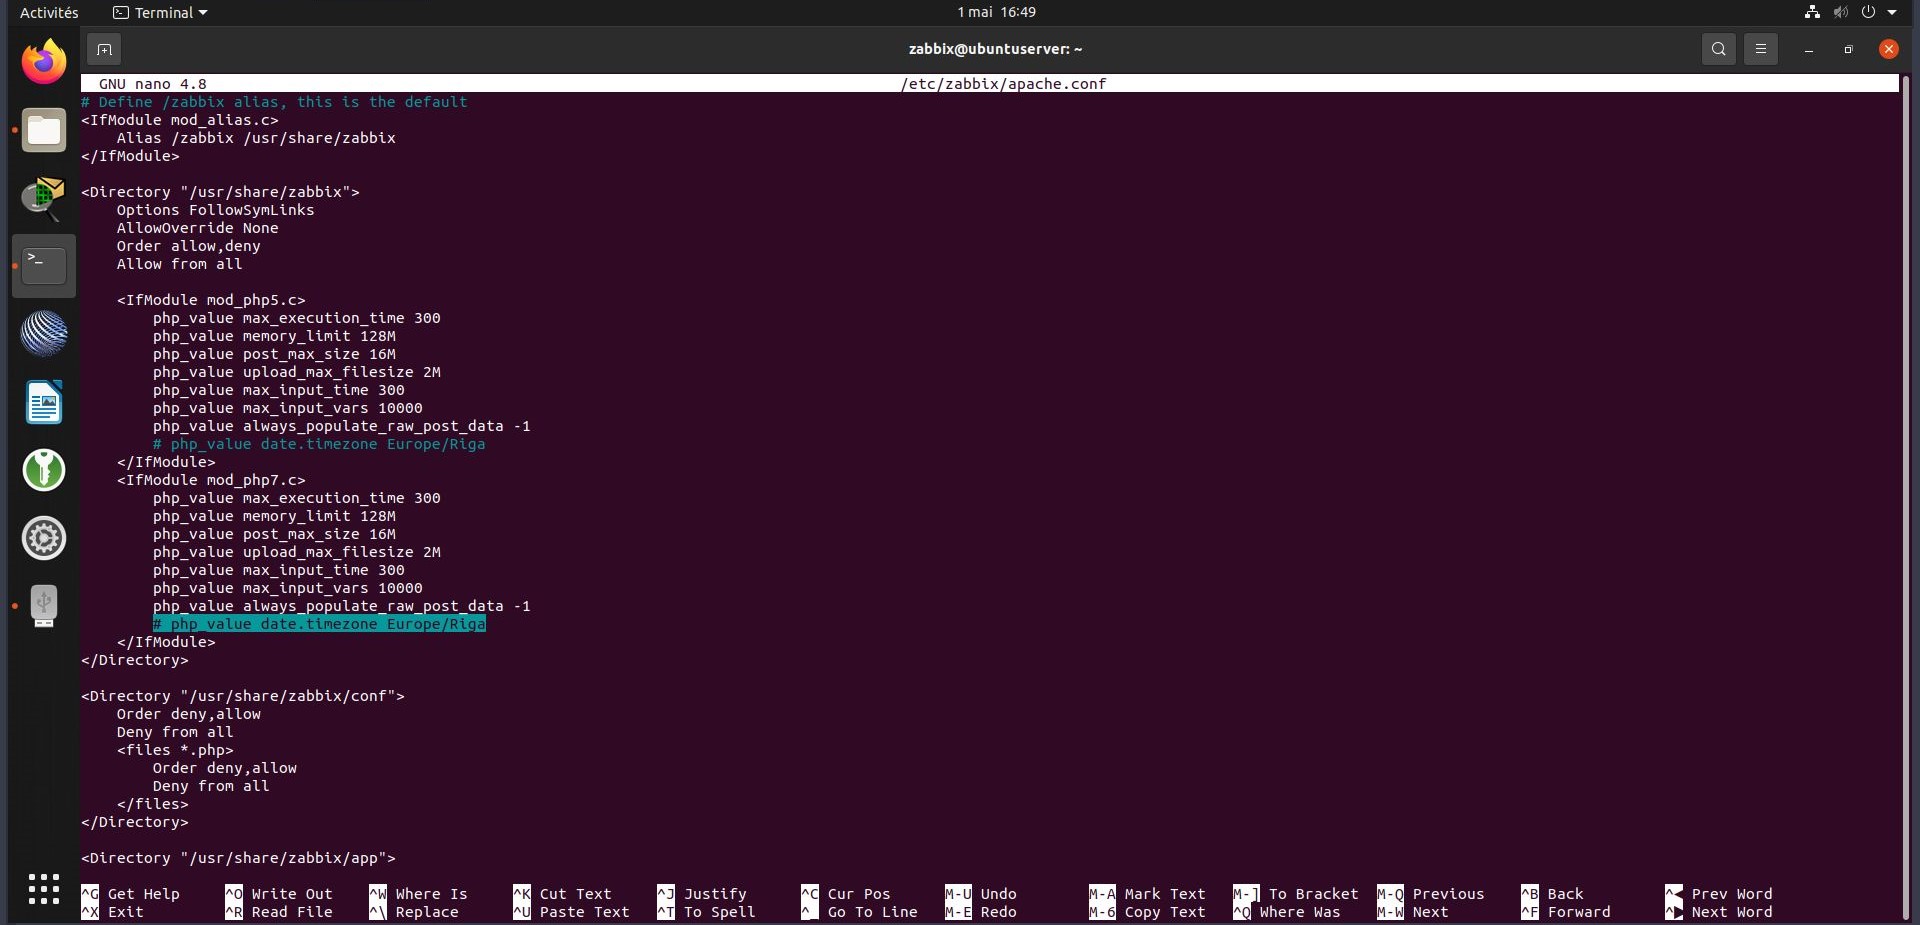 Activités Terminal 1 mai 16:49
zabbix@ubuntuserver: ~
GNU nano 4.8 /etc/zabbix/apache.conf
# Define /zabbix alias, this is the default
<IfModule mod_alias.c>
    Alias /zabbix /usr/share/zabbix
</IfModule>

<Directory "/usr/share/zabbix">
    Options FollowSymLinks
    AllowOverride None
    Order allow,deny
    Allow from all

    <IfModule mod_php5.c>
        php_value max_execution_time 300
        php_value memory_limit 128M
        php_value post_max_size 16M
        php_value upload_max_filesize 2M
        php_value max_input_time 300
        php_value max_input_vars 10000
        php_value always_populate_raw_post_data -1
        # php_value date.timezone Europe/Riga
    </IfModule>
    <IfModule mod_php7.c>
        php_value max_execution_time 300
        php_value memory_limit 128M
        php_value post_max_size 16M
        php_value upload_max_filesize 2M
        php_value max_input_time 300
        php_value max_input_vars 10000
        php_value always_populate_raw_post_data -1
        # php_value date.timezone Europe/Riga
    </IfModule>
</Directory>

<Directory "/usr/share/zabbix/conf">
    Order deny,allow
    Deny from all
    <files *.php>
        Order deny,allow
        Deny from all
    </files>
</Directory>

<Directory "/usr/share/zabbix/app">
^G Get Help ^O Write Out ^W Where Is ^K Cut Text ^J Justify ^C Cur Pos M-U Undo M-A Mark Text M-] To Bracket M-Q Previous ^B Back ^◀ Prev Word
^X Exit ^R Read File ^\ Replace ^U Paste Text ^T To Spell ^_ Go To Line M-E Redo M-6 Copy Text ^Q Where Was M-W Next ^F Forward ^▶ Next Word